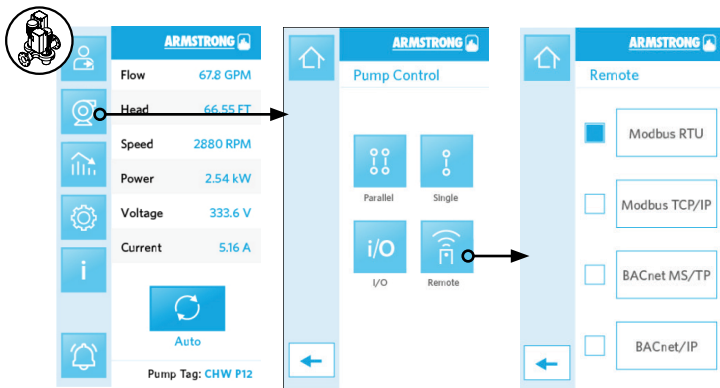 ARMSTRONG
Flow 67.8 GPM
Head 66.55 FT
Speed 2880 RPM
Power 2.54 kW
Voltage 333.6 V
Current 5.16 A
i
Auto
Pump Tag: CHW P12
ARMSTRONG
Pump Control
Parallel Single
i/O
I/O Remote
ARMSTRONG
Remote
Modbus RTU
Modbus TCP/IP
BACnet MS/TP
BACnet/IP